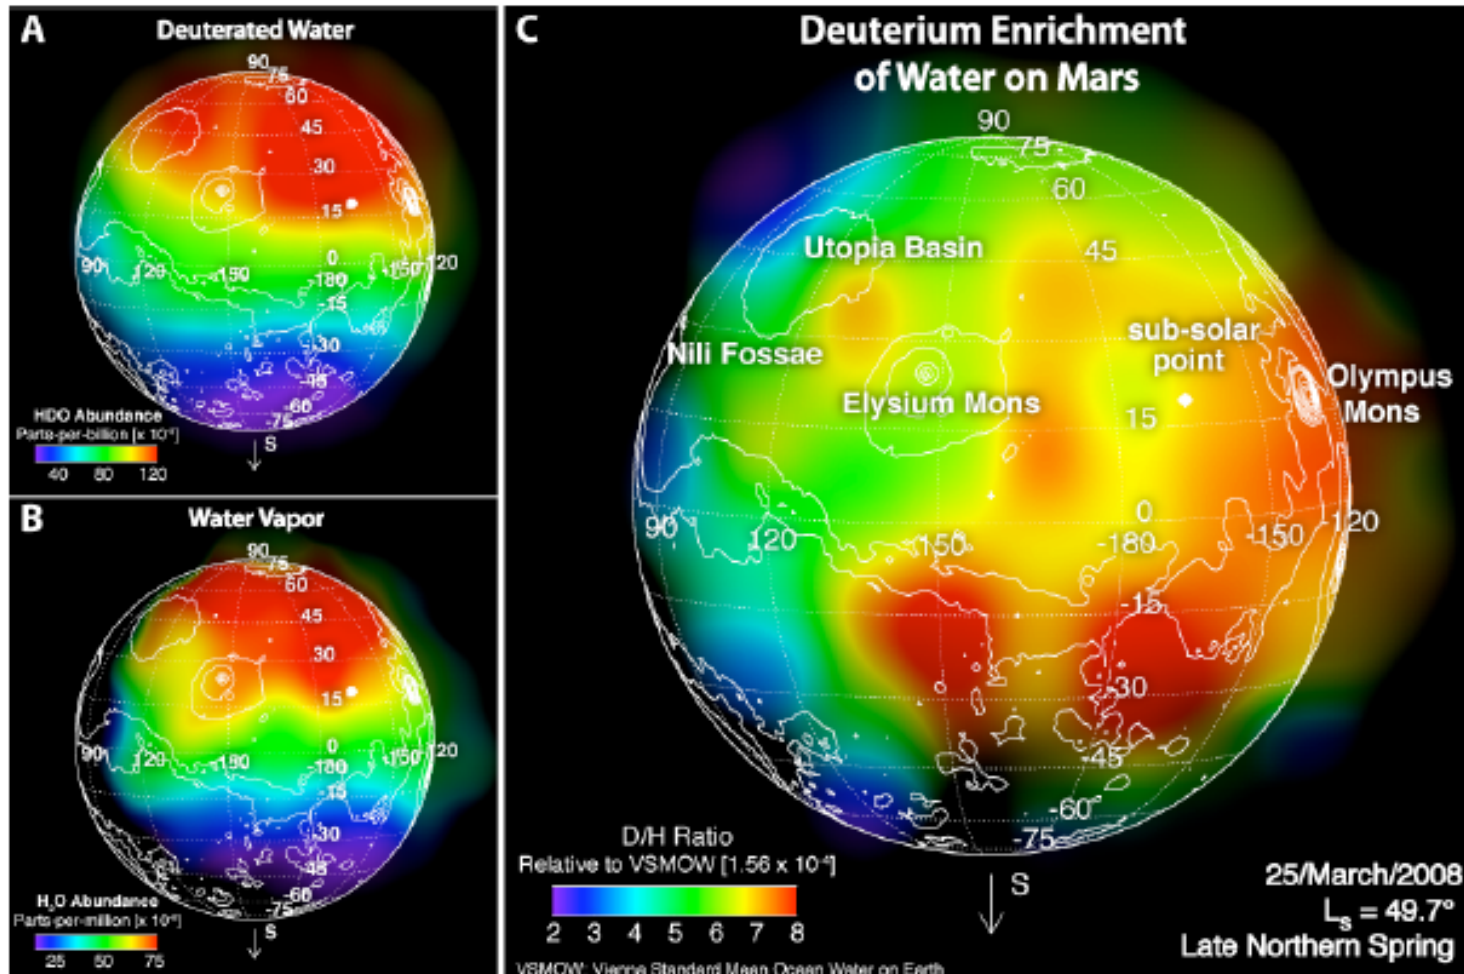 A
Deuterated Water
90
75
60
45
30
15
0
90 120 150 -180 -150 -120
-15
-30
-45
-60
-75
HDO Abundance
Parts-per-billion [x 10⁻⁹]
40 80 120
S
B
Water Vapor
90
75
60
45
30
15
0
90 120 150 -180 -150 -120
-15
-30
-45
-60
-75
H₂O Abundance
Parts-per-million [x 10⁻⁶]
25 50 75
S
C
Deuterium Enrichment
of Water on Mars
90
75
60
45
Utopia Basin
sub-solar
point
Nili Fossae
Olympus
Mons
Elysium Mons
15
0
90 120 150 -180 -150 -120
-15
-30
-45
-60
-75
D/H Ratio
Relative to VSMOW [1.56 x 10⁻⁴]
2 3 4 5 6 7 8
S
25/March/2008
Lₛ = 49.7°
Late Northern Spring
VSMOW: Vienna Standard Mean Ocean Water on Earth